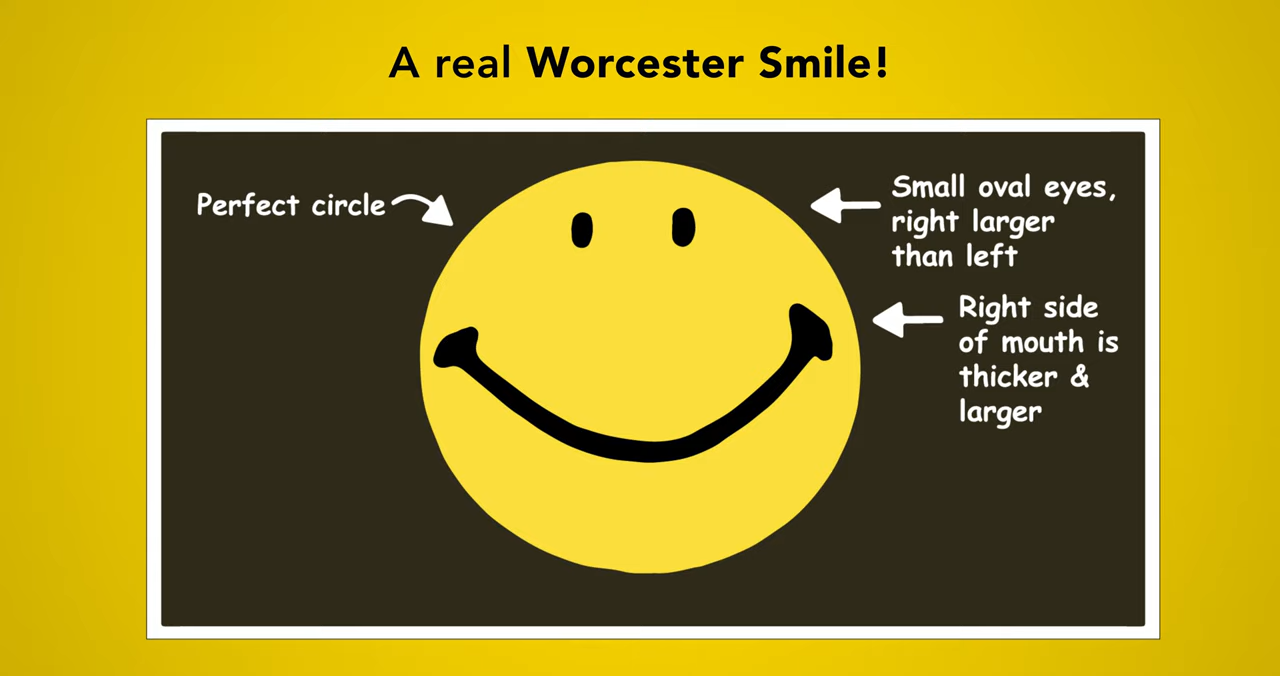 A real Worcester Smile!
Perfect circle
Small oval eyes,
right larger
than left
Right side
of mouth is
thicker &
larger